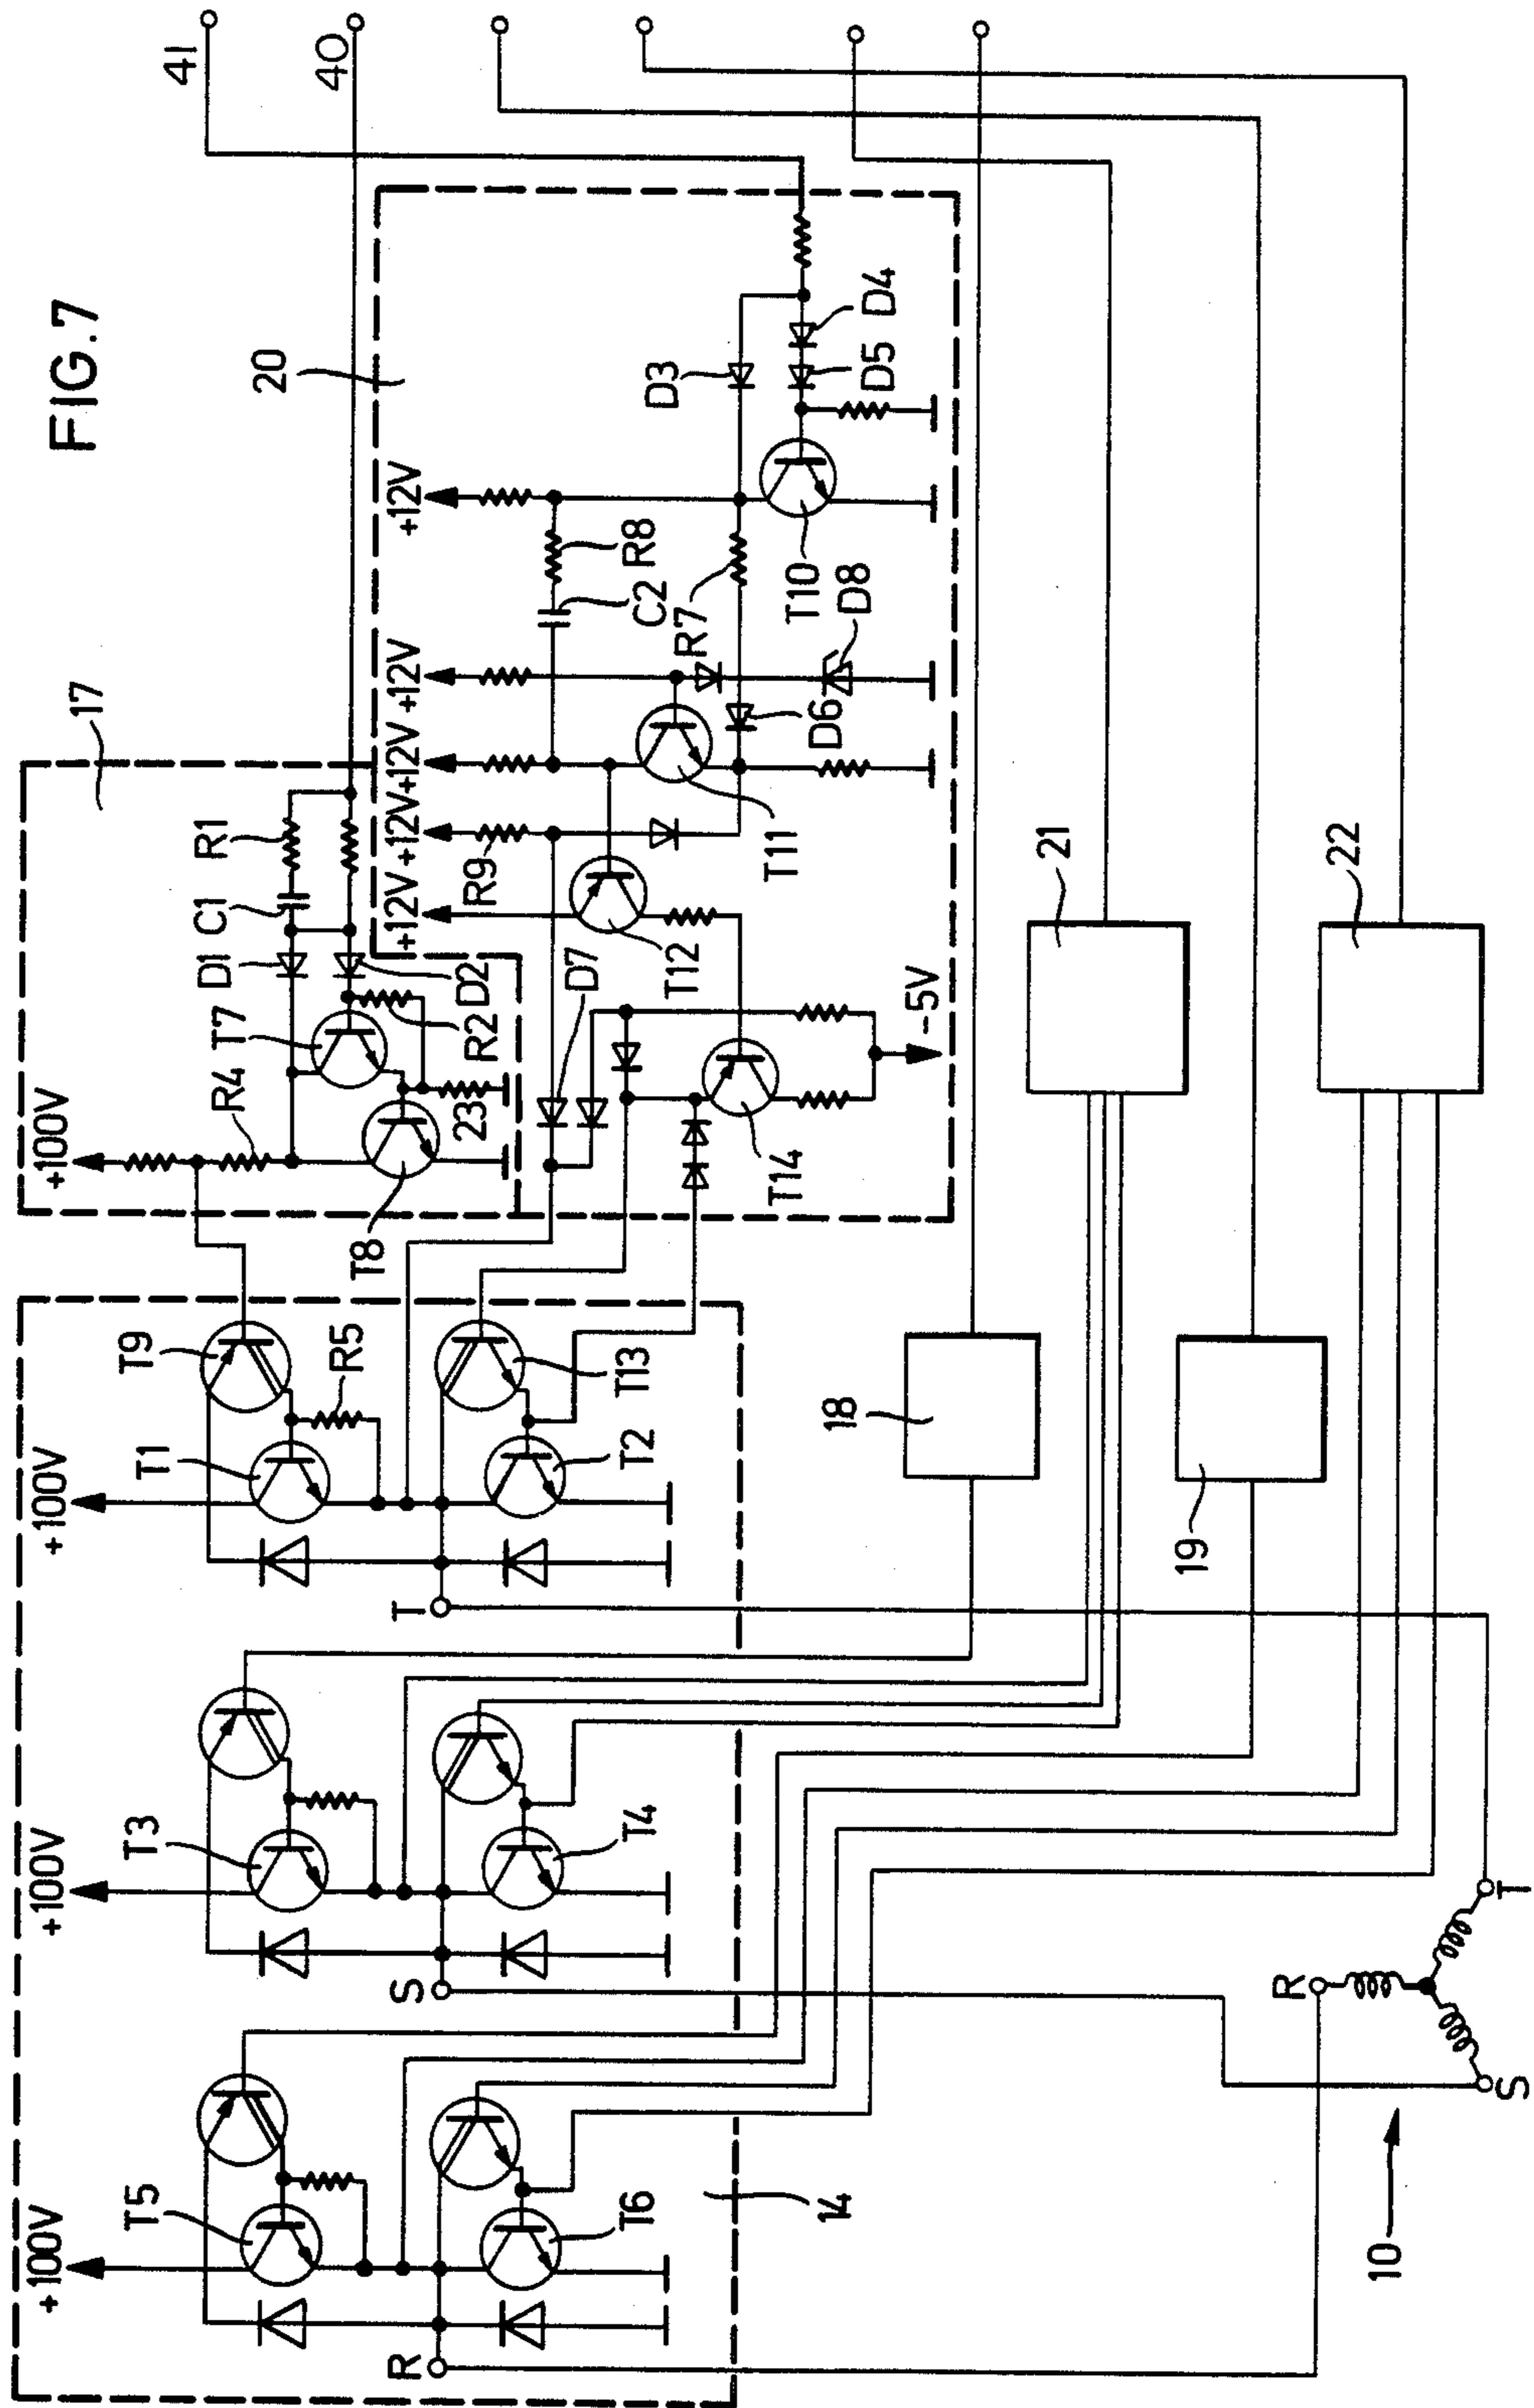 FIG.7
+100V
+100V
+100V
+100V
17
41
R4
T7
D1
C1
R1
40
T5
T3
T1
T9
R5
T8
23
R2
D2
20
+12V
+12V
+12V
+12V
+12V
R9
D7
T12
T11
C2
R8
R7
D3
D6
D8
T10
D5
D4
T14
-5V
R
S
T
T6
T4
T2
T13
14
18
21
19
22
10
R
S
T